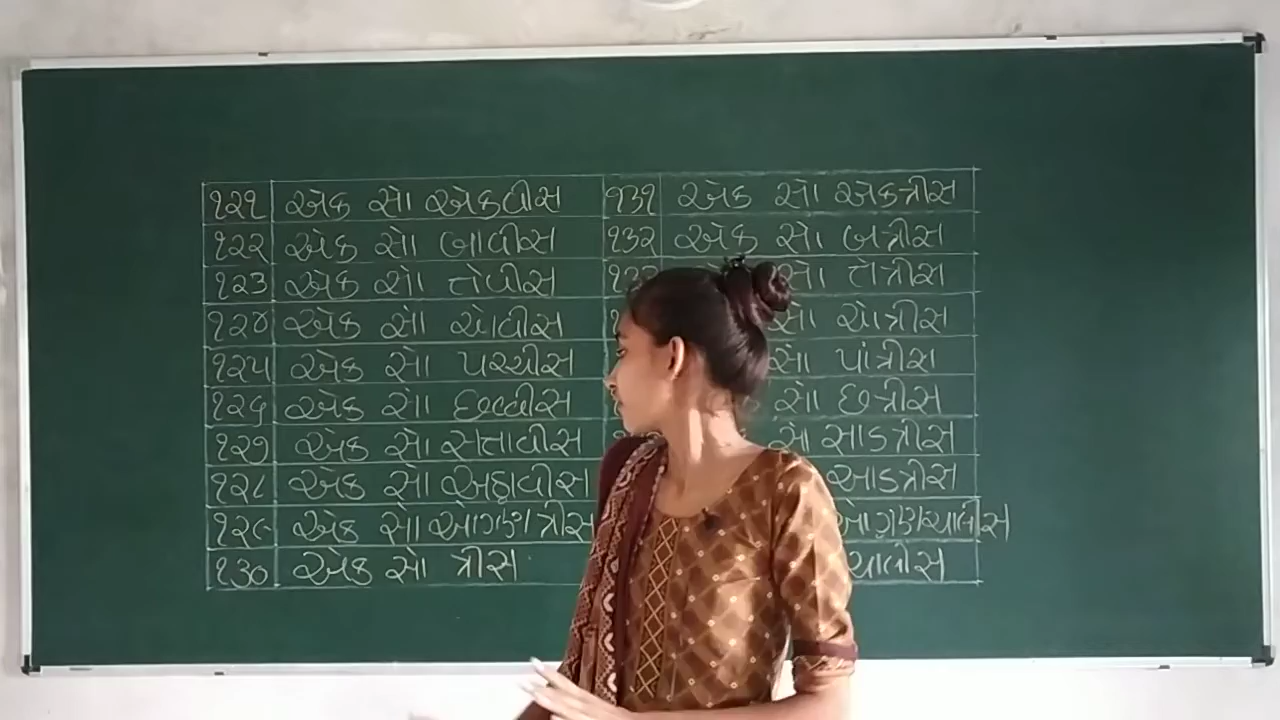 ૧૨૧ એક સો એકવીસ ૧૩૧ એક સો એકત્રીસ
૧૨૨ એક સો બાવીસ ૧૩૨ એક સો બત્રીસ
૧૨૩ એક સો તેવીસ સો તેત્રીસ
૧૨૪ એક સો ચોવીસ સો ચોત્રીસ
૧૨૫ એક સો પચ્ચીસ સો પાંત્રીસ
૧૨૬ એક સો છવ્વીસ સો છત્રીસ
૧૨૭ એક સો સતાવીસ સો સાડત્રીસ
૧૨૮ એક સો અઠ્ઠાવીસ આડત્રીસ
૧૨૯ એક સો ઓગણત્રીસ ઓગણચાલીસ
૧૩૦ એક સો ત્રીસ ચાલીસ